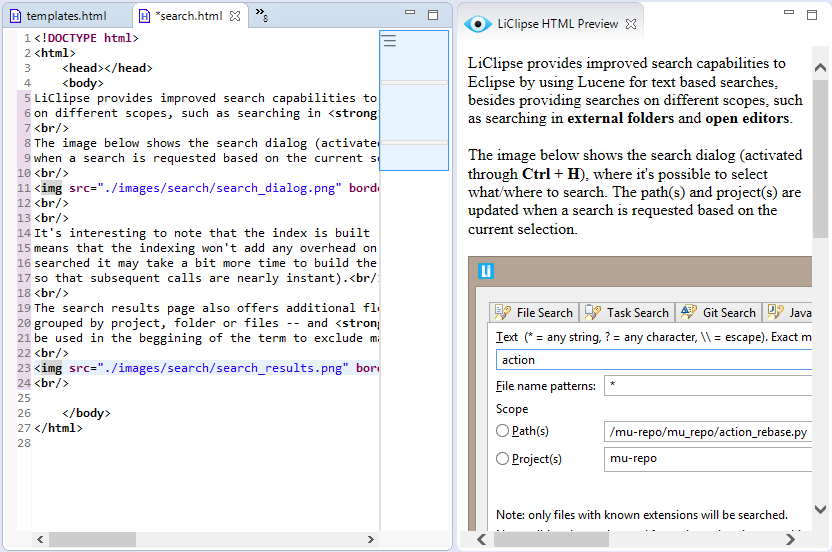 templates.html
*search.html
»8
LiClipse HTML Preview
1 <!DOCTYPE html>
2 <html>
3 <head></head>
4 <body>
5 LiClipse provides improved search capabilities to
6 on different scopes, such as searching in <strong
7 <br/>
8 The image below shows the search dialog (activated
9 when a search is requested based on the current se
10 <br/>
11 <img src="./images/search/search_dialog.png" borde
12 <br/>
13 <br/>
14 It's interesting to note that the index is built
15 means that the indexing won't add any overhead on
16 searched it may take a bit more time to build the
17 so that subsequent calls are nearly instant).<br/
18 <br/>
19 The search results page also offers additional fl
20 grouped by project, folder or files -- and <strong
21 be used in the beggining of the term to exclude ma
22 <br/>
23 <img src="./images/search/search_results.png" bord
24 <br/>
25
26 </body>
27 </html>
28
LiClipse provides improved search capabilities to
Eclipse by using Lucene for text based searches,
besides providing searches on different scopes, such
as searching in external folders and open editors.
The image below shows the search dialog (activated
through Ctrl + H), where it's possible to select
what/where to search. The path(s) and project(s) are
updated when a search is requested based on the
current selection.
Li
File Search
Task Search
Git Search
Java
Text (* = any string, ? = any character, \\ = escape). Exact m
action
File name patterns: *
Scope
Path(s) /mu-repo/mu_repo/action_rebase.py
Project(s) mu-repo
Note: only files with known extensions will be searched.